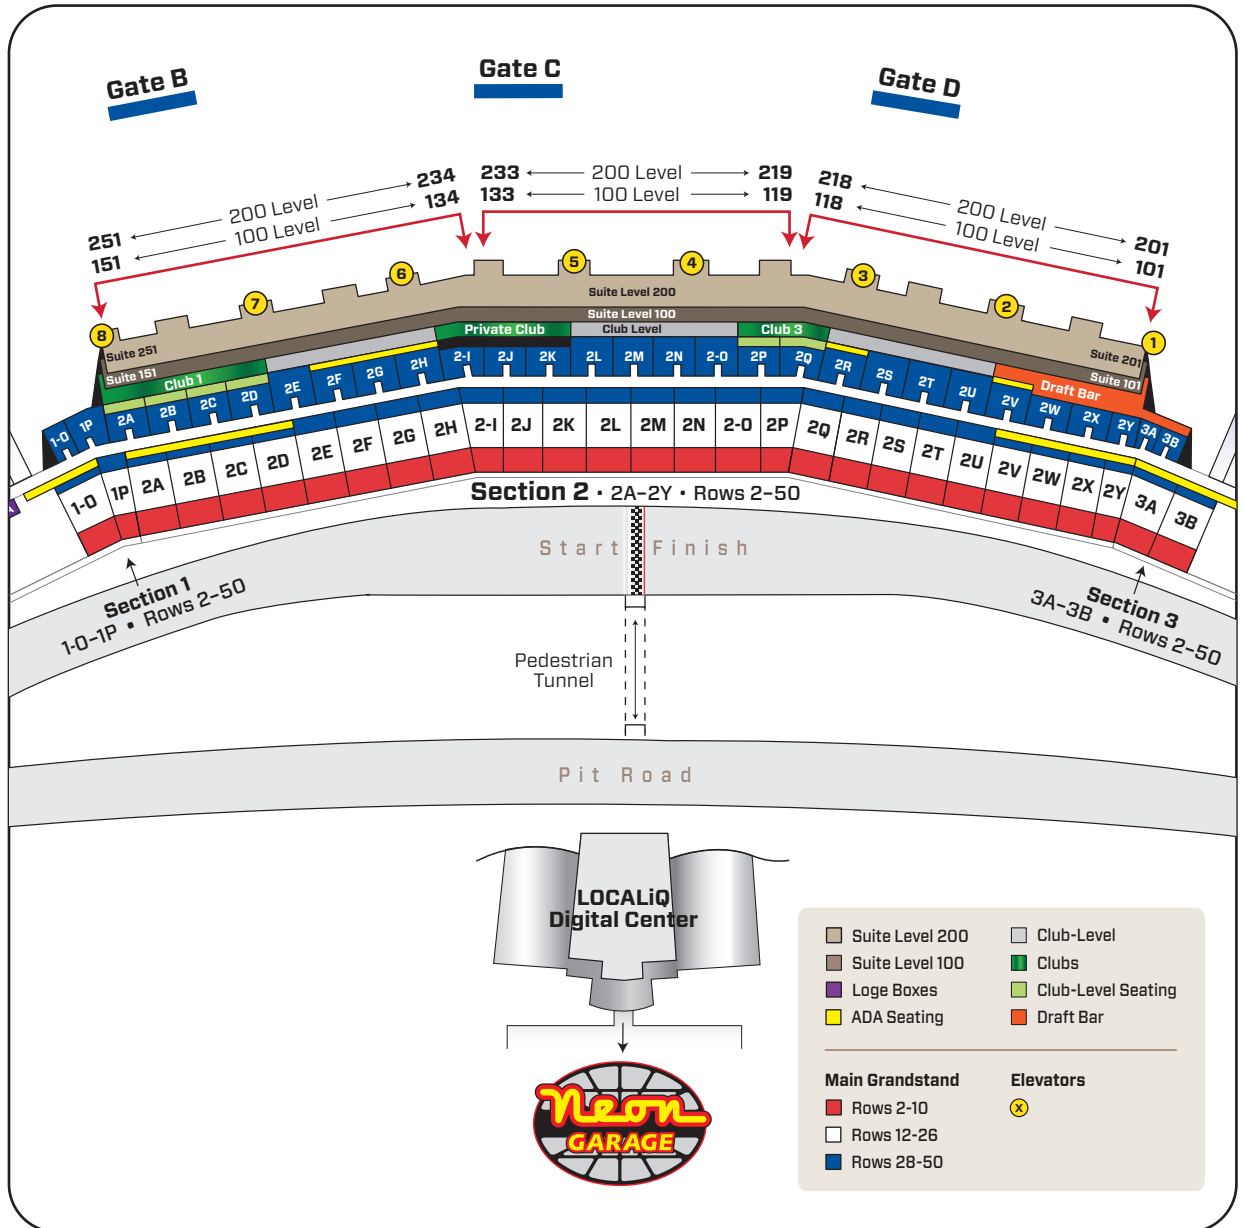 Gate B
Gate C
Gate D
251 200 Level 234
151 100 Level 134
233 200 Level 219
133 100 Level 119
218 200 Level 201
118 100 Level 101
8 7 6 5 4 3 2 1
Suite Level 200
Suite Level 100
Suite 251
Suite 151
Suite 201
Suite 101
Club 1
Private Club
Club Level
Club 3
Draft Bar
1-O 1P 2A 2B 2C 2D 2E 2F 2G 2H 2-I 2J 2K 2L 2M 2N 2-O 2P 2Q 2R 2S 2T 2U 2V 2W 2X 2Y 3A 3B
1-O 1P 2A 2B 2C 2D 2E 2F 2G 2H 2-I 2J 2K 2L 2M 2N 2-O 2P 2Q 2R 2S 2T 2U 2V 2W 2X 2Y 3A 3B
Section 2 • 2A–2Y • Rows 2–50
Start Finish
Section 1
1-O–1P • Rows 2–50
Section 3
3A–3B • Rows 2–50
Pedestrian
Tunnel
Pit Road
LOCALiQ
Digital Center
Neon
GARAGE
Suite Level 200
Suite Level 100
Loge Boxes
ADA Seating
Club-Level
Clubs
Club-Level Seating
Draft Bar
Main Grandstand
Rows 2-10
Rows 12-26
Rows 28-50
Elevators
X